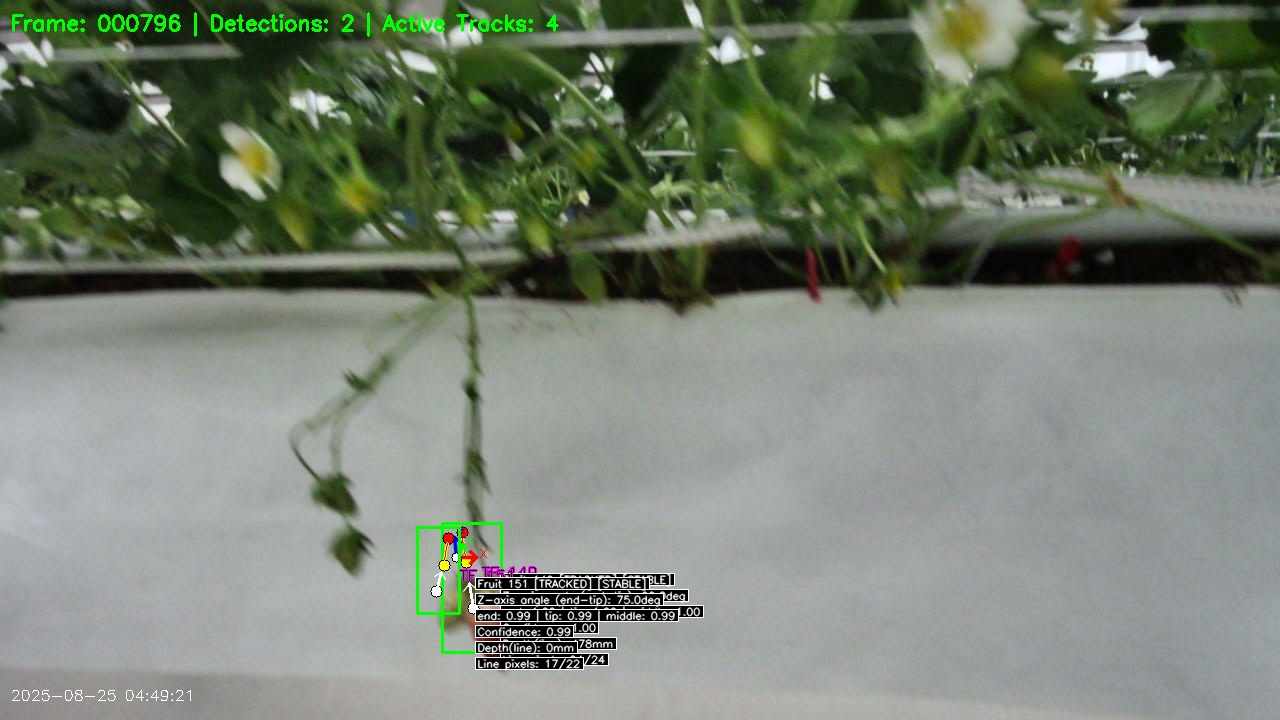 Frame: 000796 | Detections: 2 | Active Tracks: 4
Fruit 151 [TRACKED] [STABLE]
Z-axis angle (end-tip): 75.0deg
end: 0.99 | tip: 0.99 | middle: 0.99
Confidence: 0.99
Depth(line): 0mm
Line pixels: 17/22
2025-08-25 04:49:21